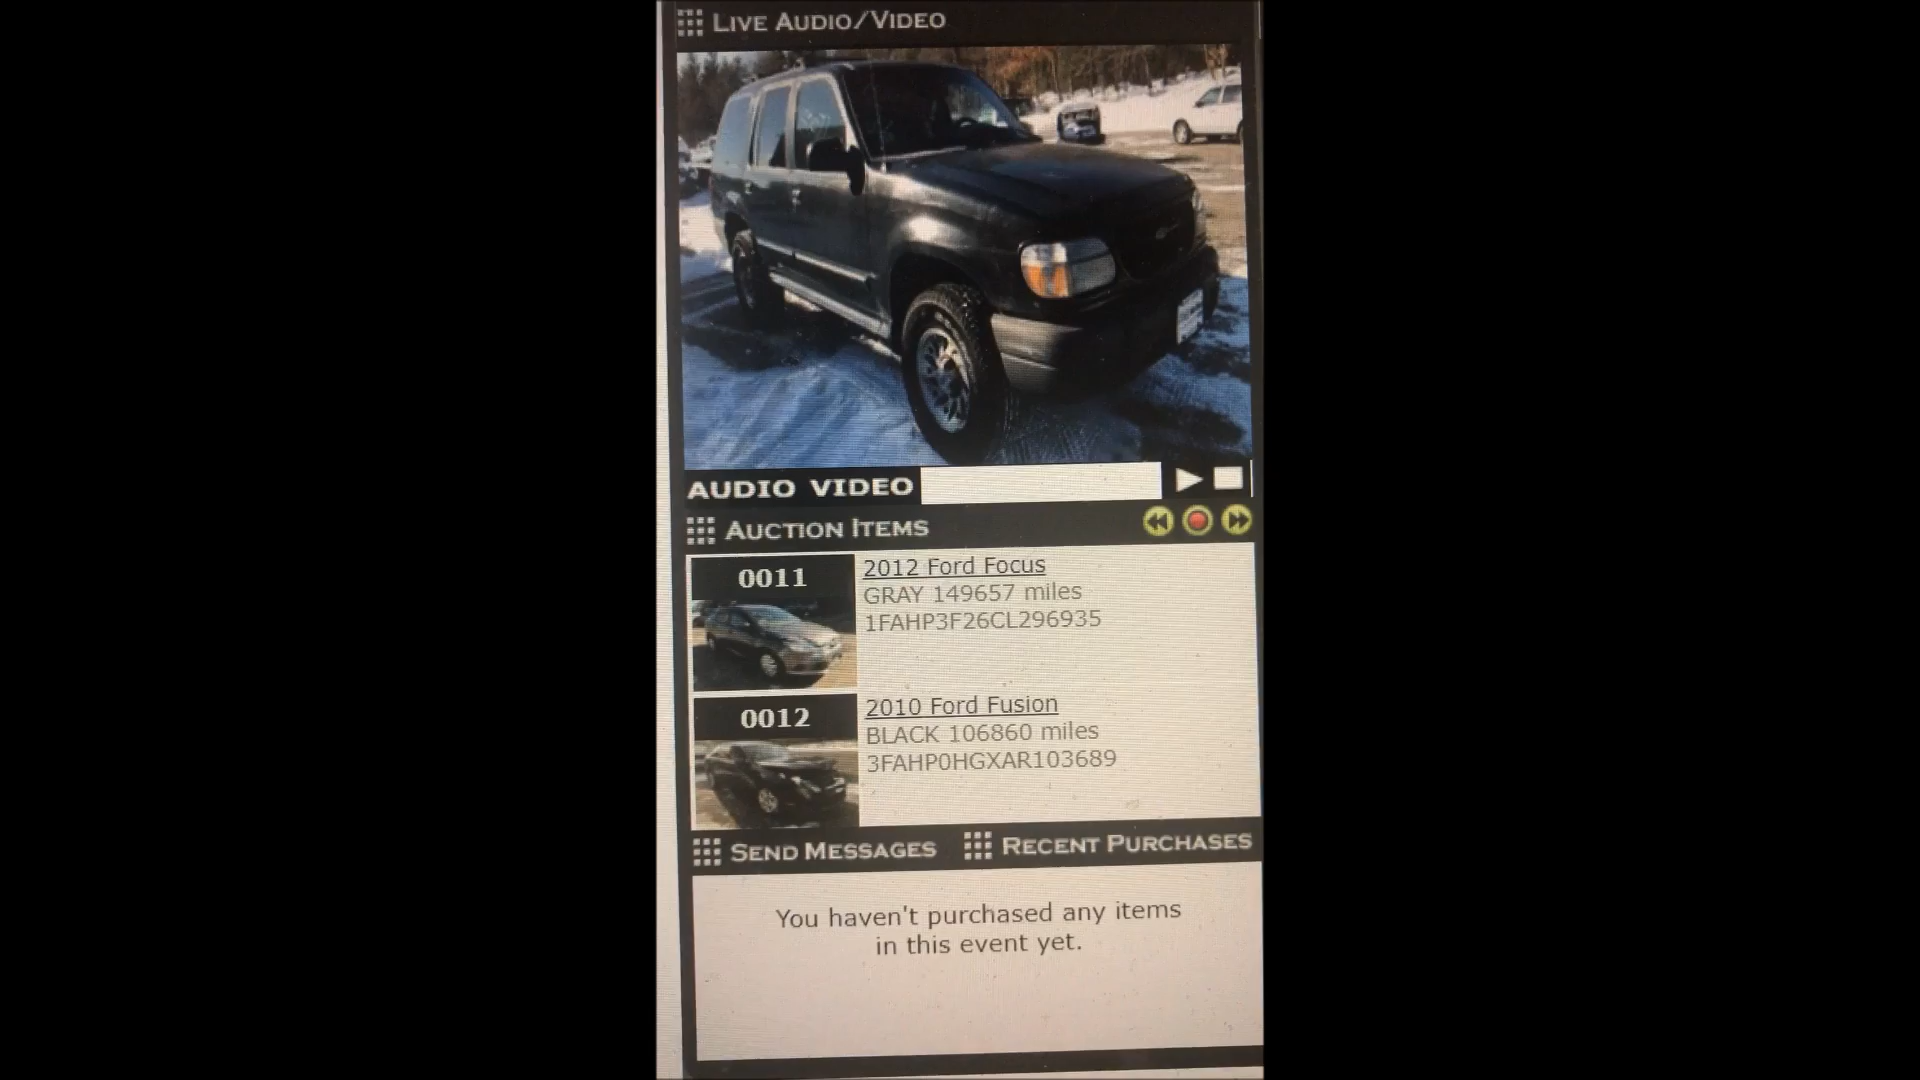 LIVE AUDIO/VIDEO
AUDIO VIDEO
AUCTION ITEMS
0011
2012 Ford Focus
GRAY 149657 miles
1FAHP3F26CL296935
0012
2010 Ford Fusion
BLACK 106860 miles
3FAHP0HGXAR103689
SEND MESSAGES
RECENT PURCHASES
You haven't purchased any items
in this event yet.